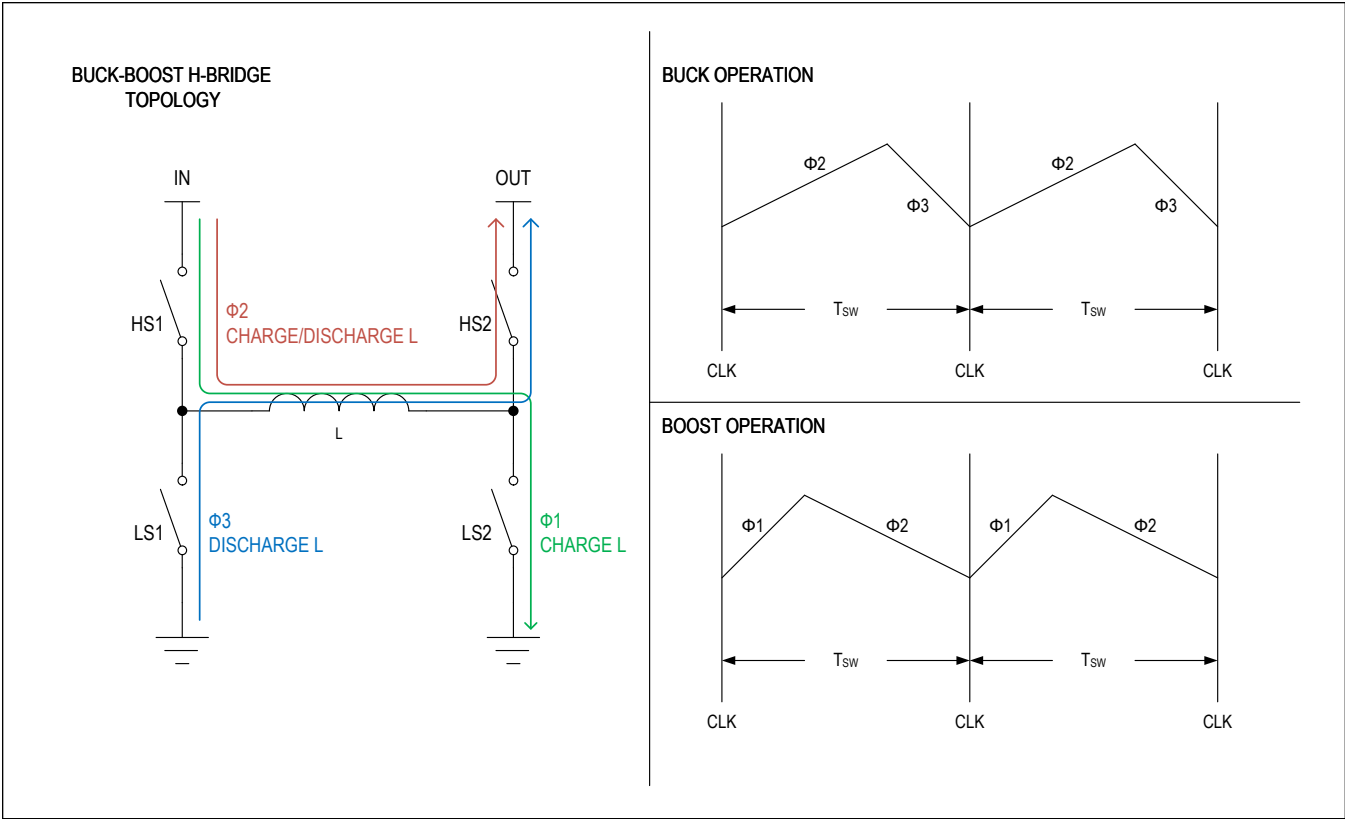 BUCK-BOOST H-BRIDGE
TOPOLOGY
IN
OUT
HS1
HS2
Φ2
CHARGE/DISCHARGE L
L
LS1
LS2
Φ3
DISCHARGE L
Φ1
CHARGE L
BUCK OPERATION
Φ2
Φ3
Φ2
Φ3
TSW
TSW
CLK
CLK
CLK
BOOST OPERATION
Φ1
Φ2
Φ1
Φ2
TSW
TSW
CLK
CLK
CLK